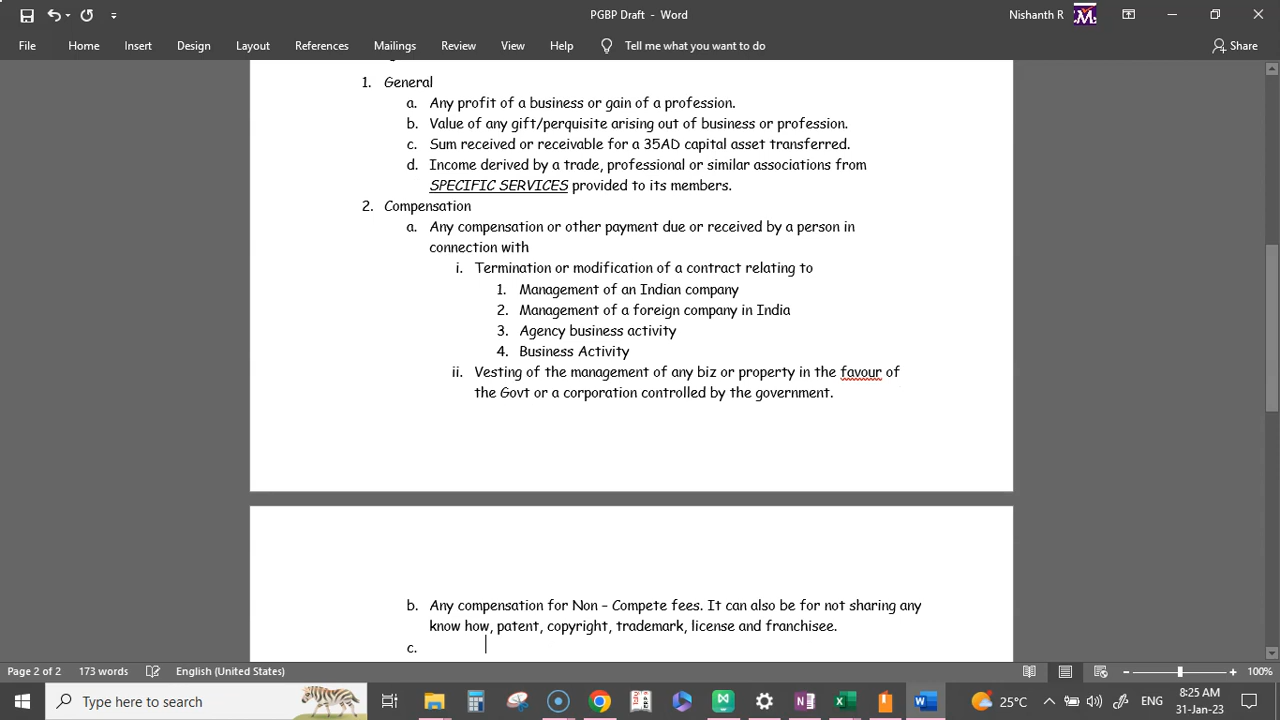 PGBP Draft - Word
Nishanth R
File Home Insert Design Layout References Mailings Review View Help Tell me what you want to do Share
1. General
a. Any profit of a business or gain of a profession.
b. Value of any gift/perquisite arising out of business or profession.
c. Sum received or receivable for a 35AD capital asset transferred.
d. Income derived by a trade, professional or similar associations from
SPECIFIC SERVICES provided to its members.
2. Compensation
a. Any compensation or other payment due or received by a person in
connection with
i. Termination or modification of a contract relating to
1. Management of an Indian company
2. Management of a foreign company in India
3. Agency business activity
4. Business Activity
ii. Vesting of the management of any biz or property in the favour of
the Govt or a corporation controlled by the government.
b. Any compensation for Non – Compete fees. It can also be for not sharing any
know how, patent, copyright, trademark, license and franchisee.
c.
Page 2 of 2 173 words English (United States) 100%
Type here to search
25°C ENG
8:25 AM
31-Jan-23